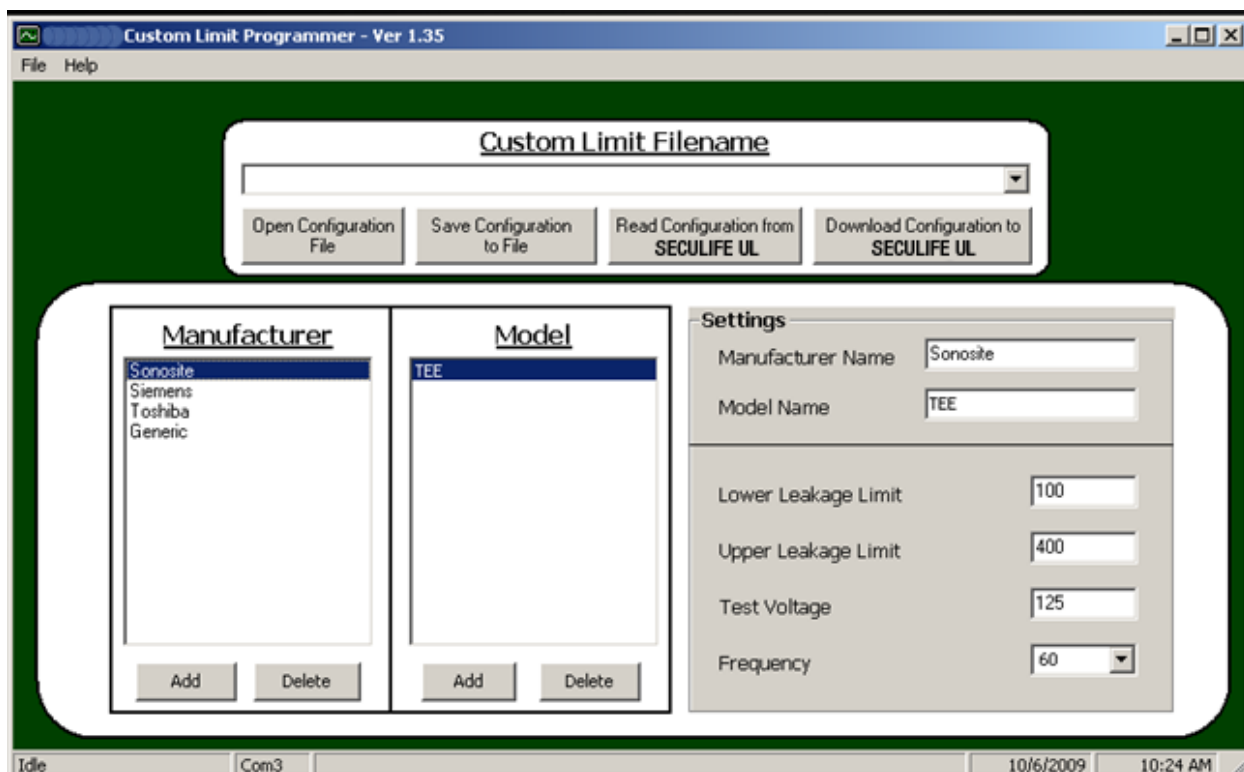 Custom Limit Programmer - Ver 1.35
File Help
Custom Limit Filename
Open Configuration
File
Save Configuration
to File
Read Configuration from
SECULIFE UL
Download Configuration to
SECULIFE UL
Manufacturer
Sonosite
Siemens
Toshiba
Generic
Add Delete
Model
TEE
Add Delete
Settings
Manufacturer Name Sonosite
Model Name TEE
Lower Leakage Limit 100
Upper Leakage Limit 400
Test Voltage 125
Frequency 60
Idle Com3 10/6/2009 10:24 AM